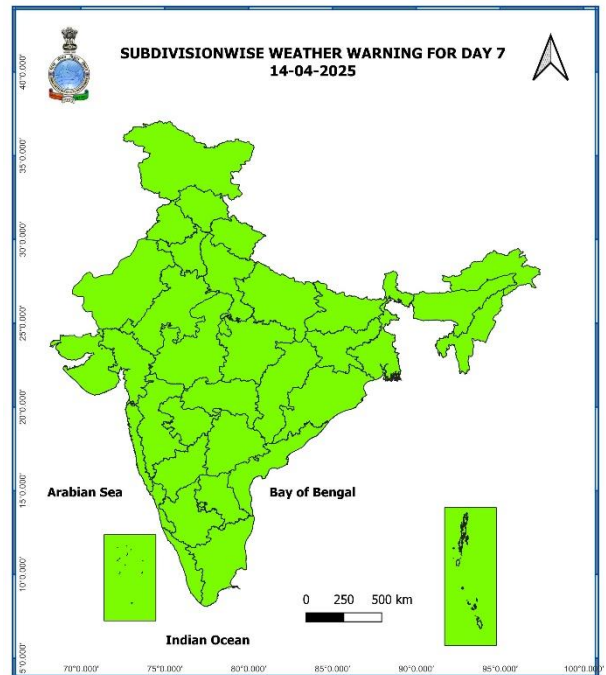 SUBDIVISIONWISE WEATHER WARNING FOR DAY 7
14-04-2025
40°0.000'
35°0.000'
30°0.000'
25°0.000'
20°0.000'
15°0.000'
10°0.000'
5°0.000'
Arabian Sea
Bay of Bengal
0 250 500 km
Indian Ocean
70°0.000' 75°0.000' 80°0.000' 85°0.000' 90°0.000' 95°0.000' 100°0.000'